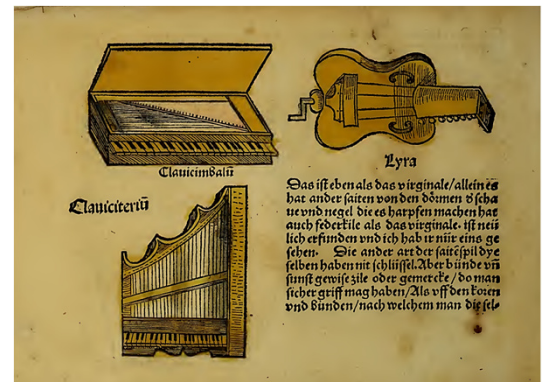 Clauicimbalū
Lyra
Clauiciteriū
Das ist eben als das virginale/allein es
hat ander saiten von den dörmen vō scha
ue vnd negel die es harpfen machen hat
auch federkile als das virginale. ist neü
lich erfunden vnd ich hab ir nür eins ge
sehen. Die ander art der saitēspil dye
selben haben nit schlüssel. Aber bünde vñ
sunst gewise zile oder gemercke/do man
sicher griff mag haben/Als vff den koren
vnd bünden/nach welchem man die sel-